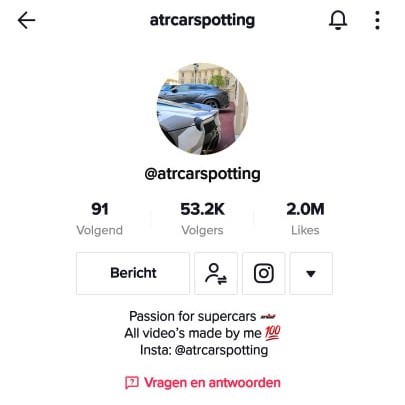 atrcarspotting
@atrcarspotting
91 53.2K 2.0M
Volgend Volgers Likes
Bericht
Passion for supercars 🏎️
All video's made by me 💯
Insta: @atrcarspotting
Vragen en antwoorden